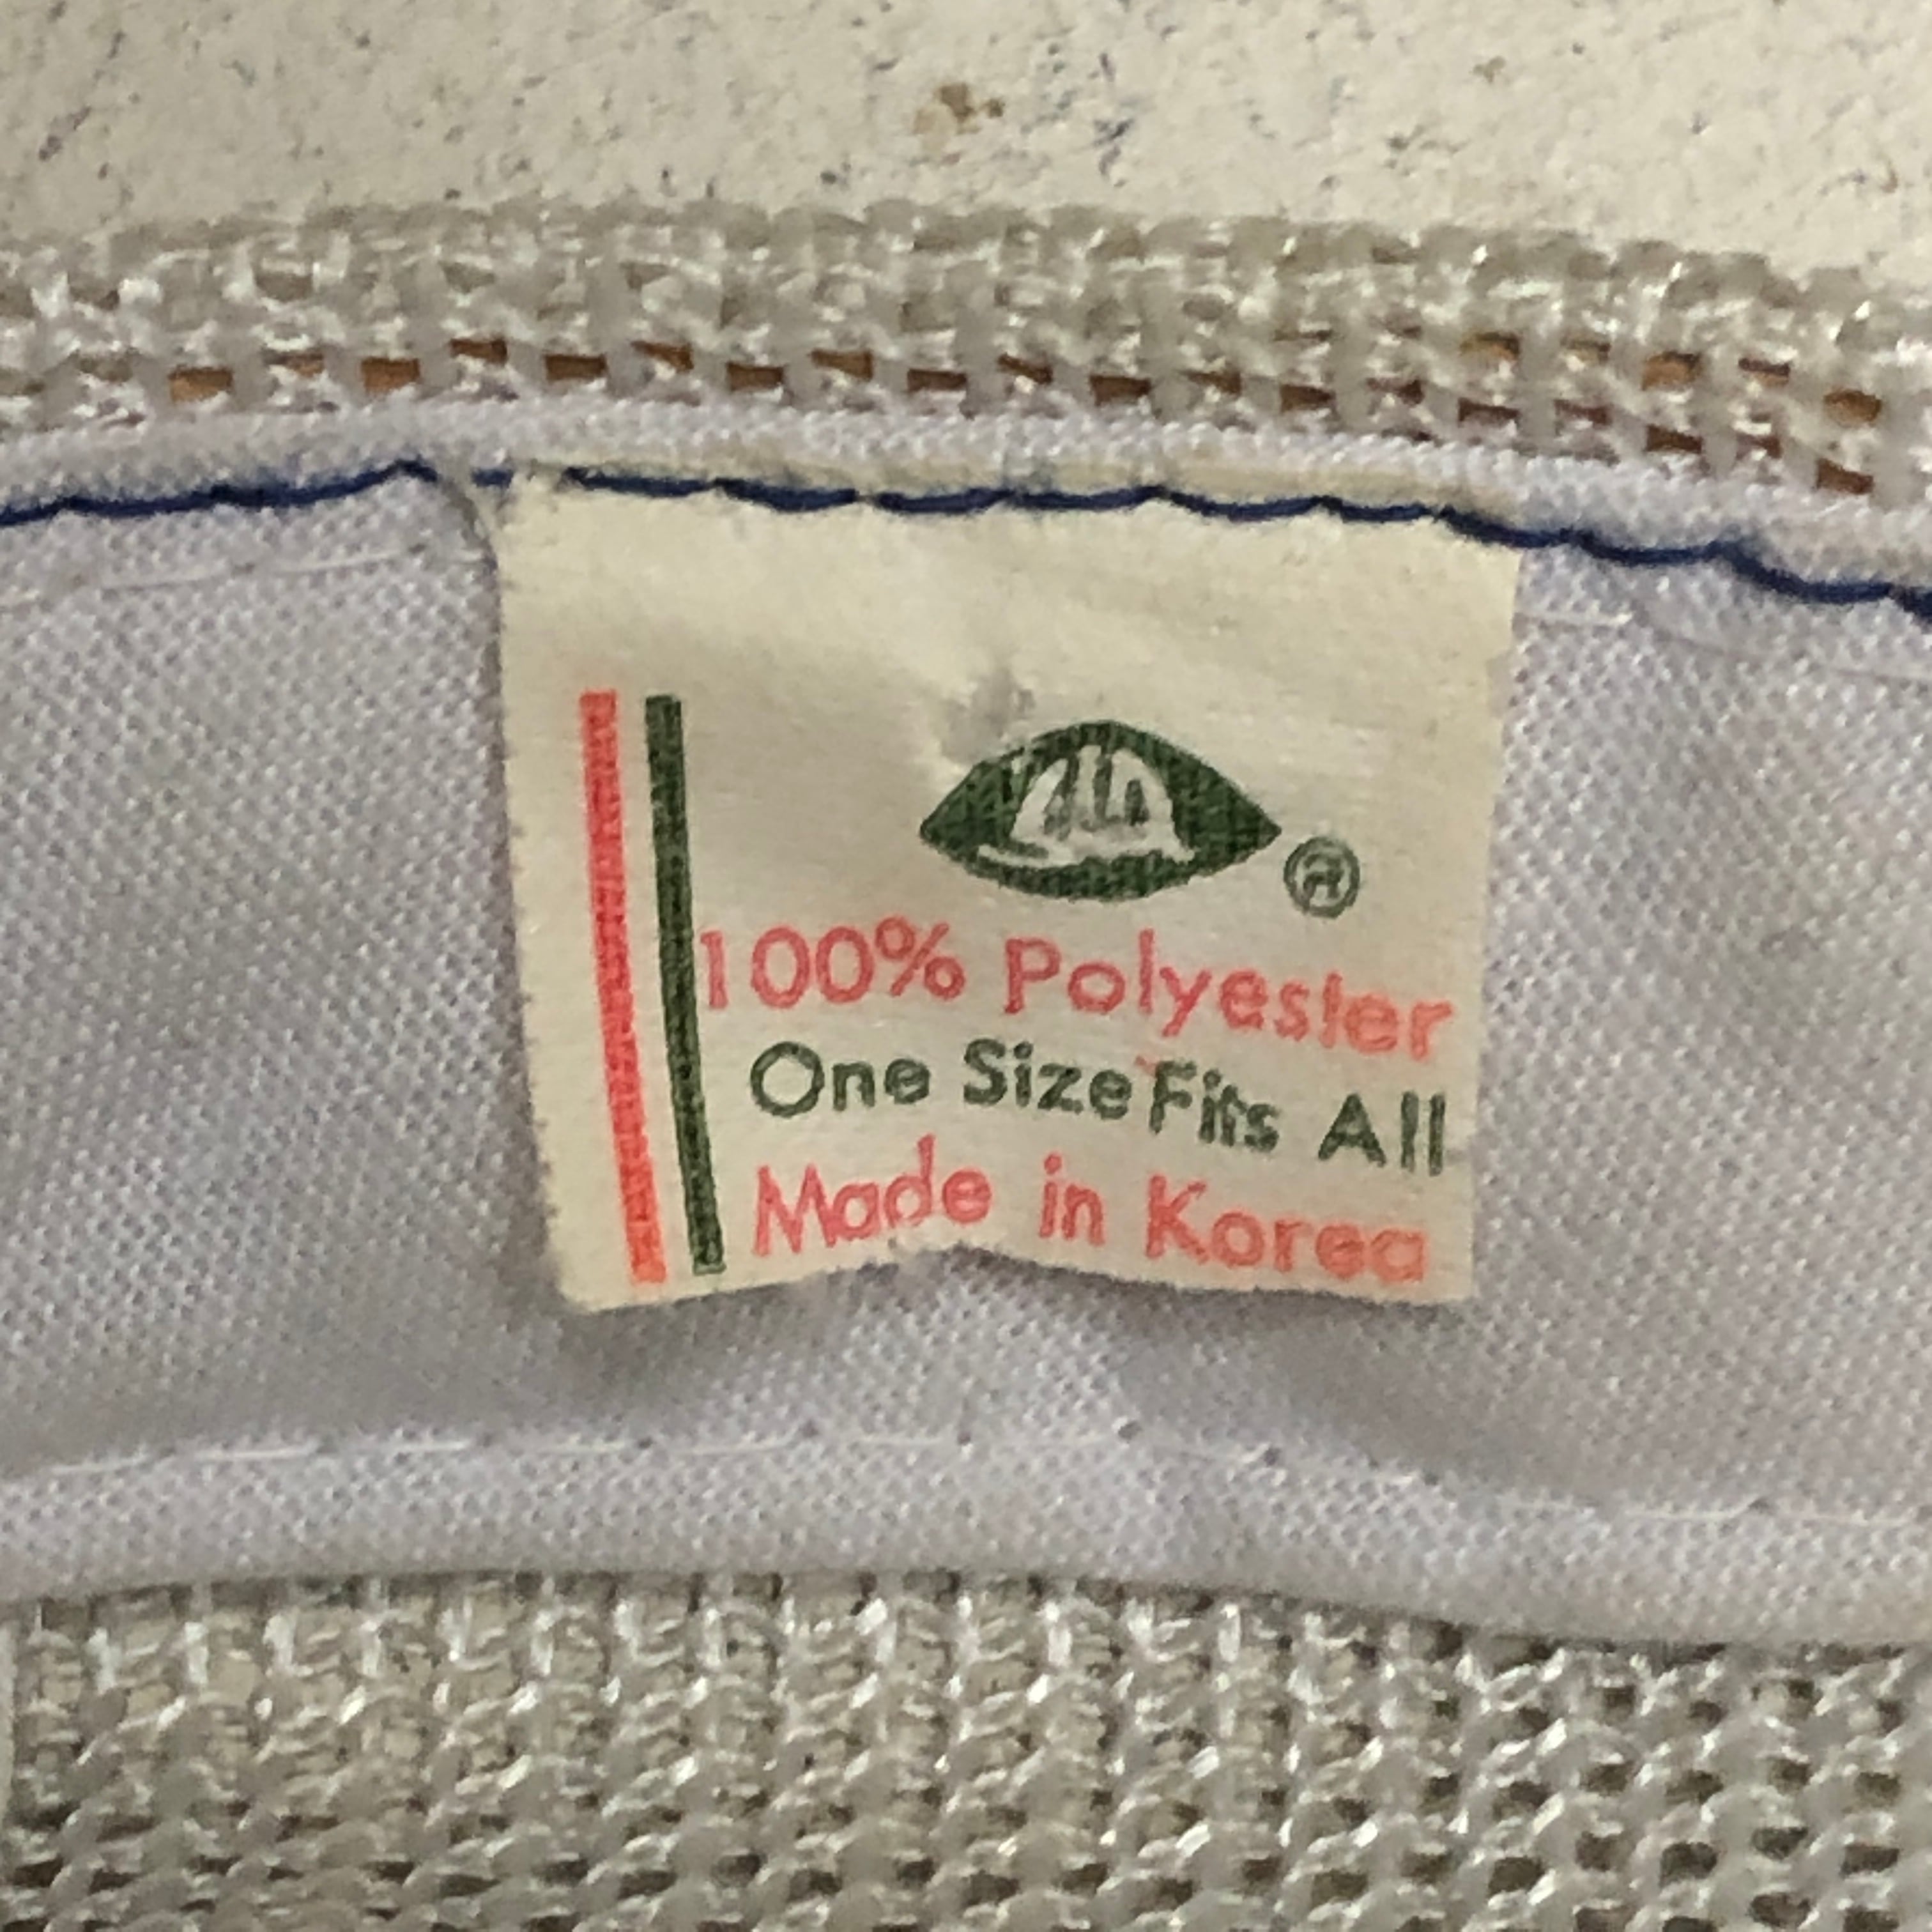 ®
100% Polyester
One Size Fits All
Made in Korea